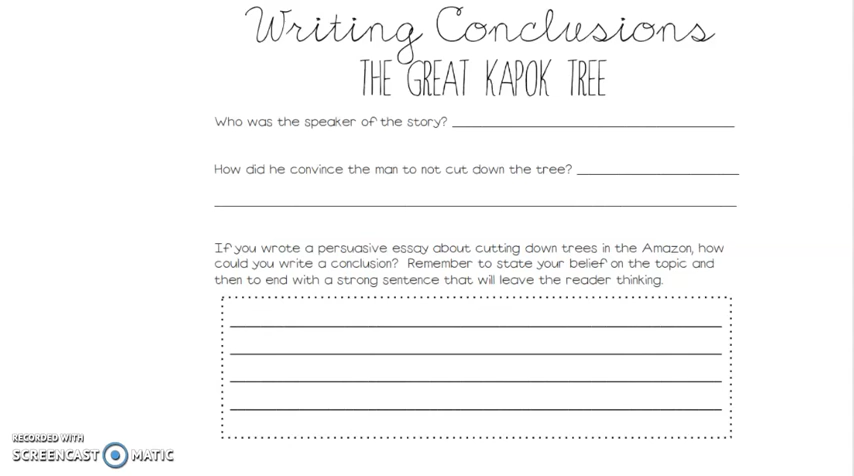 Writing Conclusions
THE GREAT KAPOK TREE
Who was the speaker of the story?
How did he convince the man to not cut down the tree?
If you wrote a persuasive essay about cutting down trees in the Amazon, how
could you write a conclusion? Remember to state your belief on the topic and
then to end with a strong sentence that will leave the reader thinking.
RECORDED WITH
SCREENCAST MATIC